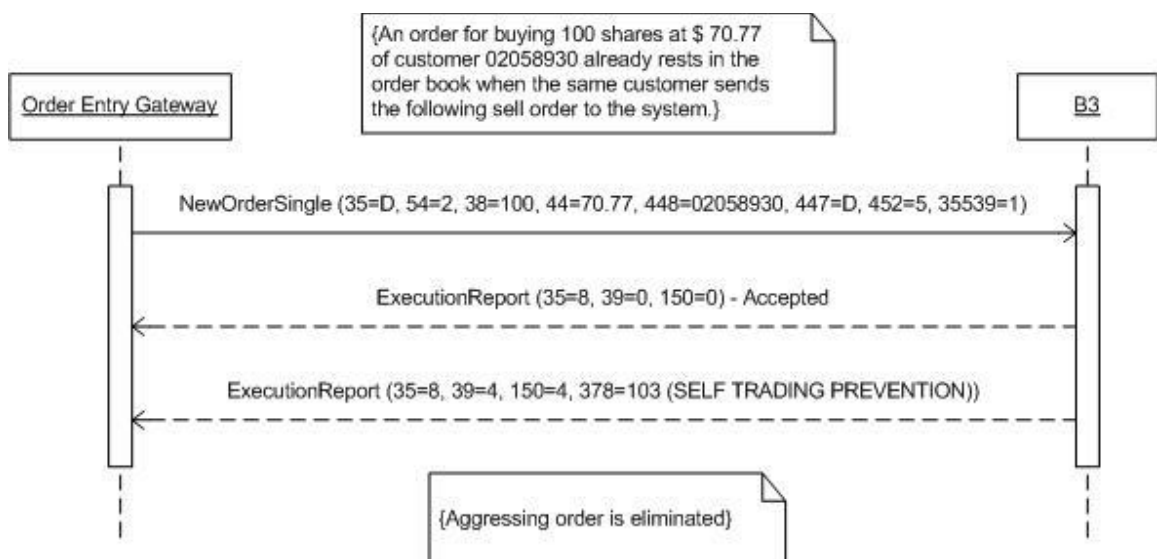 {An order for buying 100 shares at $ 70.77
of customer 02058930 already rests in the
order book when the same customer sends
the following sell order to the system.}
Order Entry Gateway
B3
NewOrderSingle (35=D, 54=2, 38=100, 44=70.77, 448=02058930, 447=D, 452=5, 35539=1)
ExecutionReport (35=8, 39=0, 150=0) - Accepted
ExecutionReport (35=8, 39=4, 150=4, 378=103 (SELF TRADING PREVENTION))
{Aggressing order is eliminated}